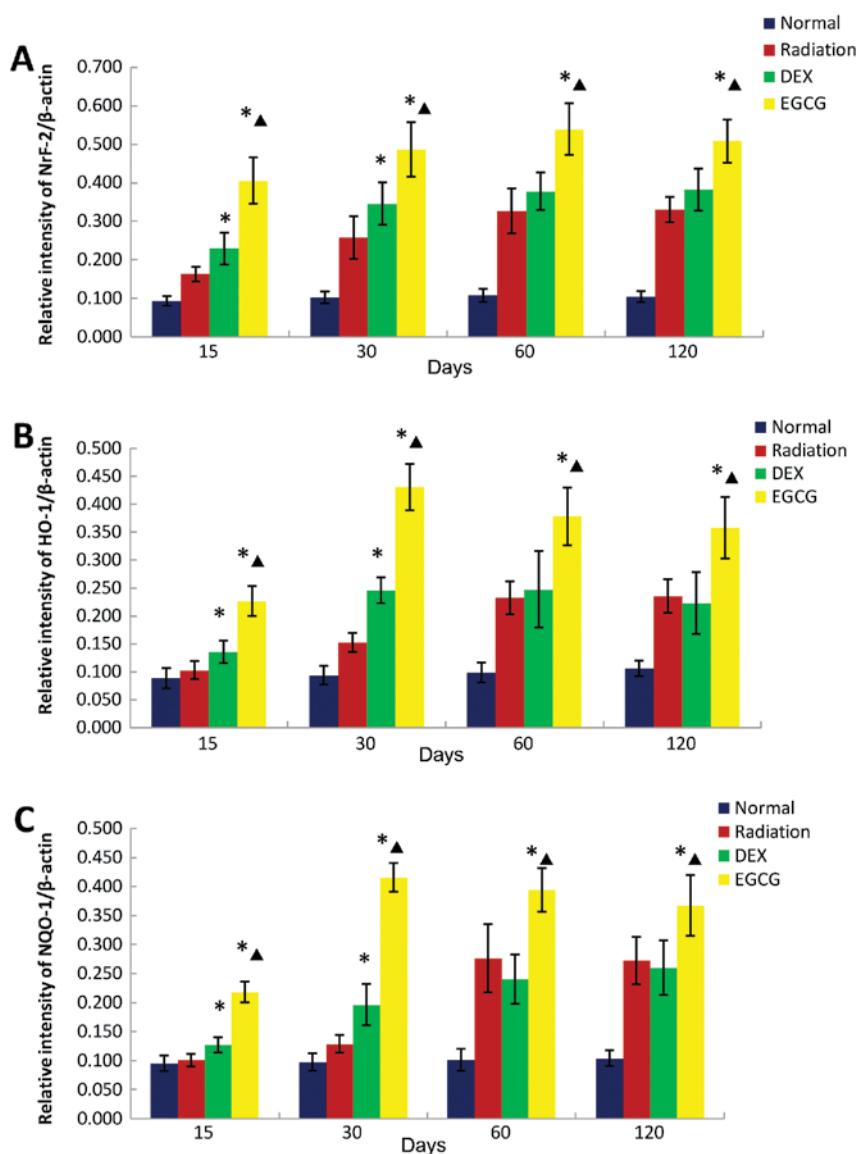 A
Normal
Radiation
DEX
EGCG
Relative intensity of NrF-2/β-actin
0.700
0.600
0.500
0.400
0.300
0.200
0.100
0.000
*▲
*
*▲
*
*▲
*▲
15 30 60 120
Days
B
Normal
Radiation
DEX
EGCG
Relative intensity of HO-1/β-actin
0.500
0.450
0.400
0.350
0.300
0.250
0.200
0.150
0.100
0.050
0.000
*▲
*
*▲
*
*▲
*▲
15 30 60 120
Days
C
Normal
Radiation
DEX
EGCG
Relative intensity of NQO-1/β-actin
0.500
0.450
0.400
0.350
0.300
0.250
0.200
0.150
0.100
0.050
0.000
*▲
*
*▲
*
*▲
*▲
15 30 60 120
Days